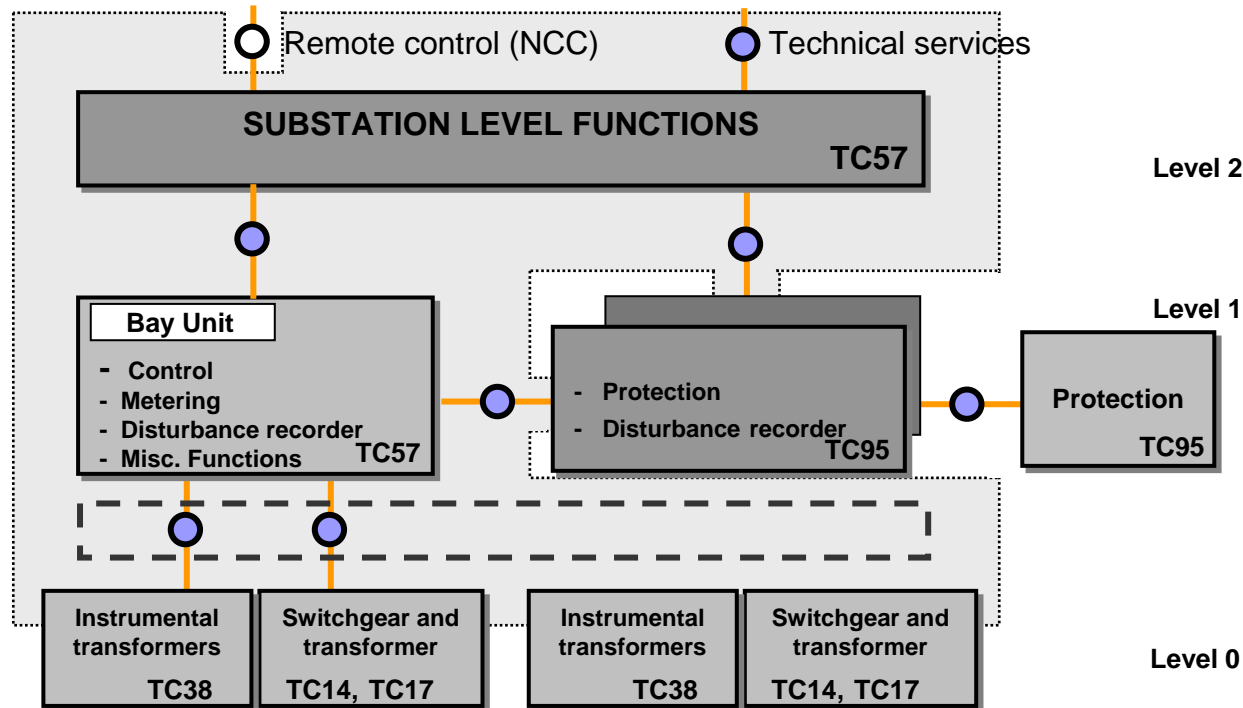 Remote control (NCC)
Technical services
SUBSTATION LEVEL FUNCTIONS
TC57
Level 2
Level 1
Bay Unit
- Control
- Metering
- Disturbance recorder
- Misc. Functions
TC57
- Protection
- Disturbance recorder
TC95
Protection
TC95
Instrumental
transformers
TC38
Switchgear and
transformer
TC14, TC17
Instrumental
transformers
TC38
Switchgear and
transformer
TC14, TC17
Level 0